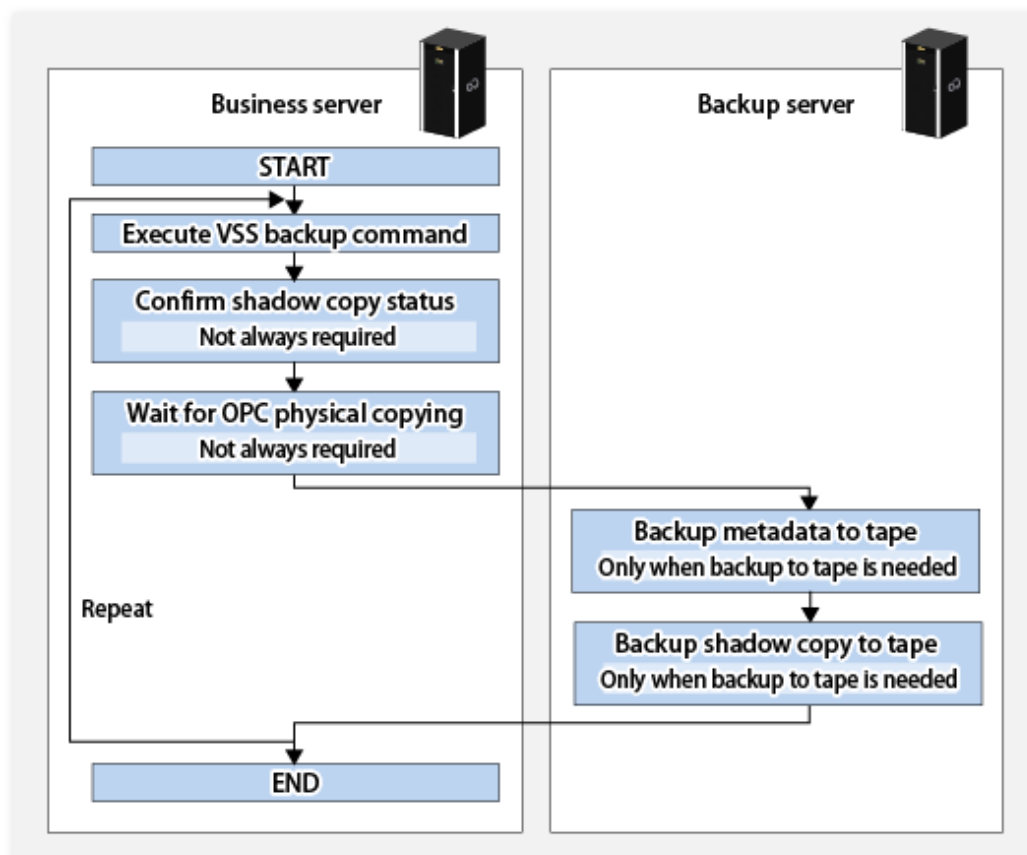 Business server
Backup server
START
Execute VSS backup command
Confirm shadow copy status
Not always required
Wait for OPC physical copying
Not always required
Backup metadata to tape
Only when backup to tape is needed
Repeat
Backup shadow copy to tape
Only when backup to tape is needed
END